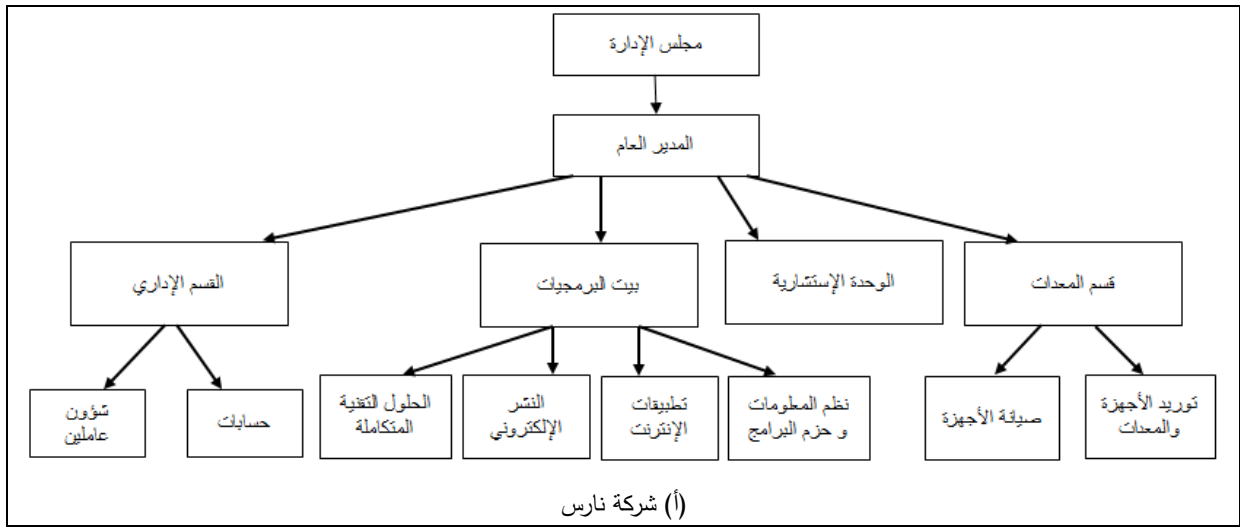 مجلس الإدارة
المدير العام
قسم المعدات
الوحدة الإستشارية
بيت البرمجيات
القسم الإداري
توريد الأجهزة
والمعدات
صيانة الأجهزة
نظم المعلومات
و حزم البرامج
تطبيقات
الإنترنت
النشر
الإلكتروني
الحلول التقنية
المتكاملة
حسابات
شؤون
عاملين
(أ) شركة نارس